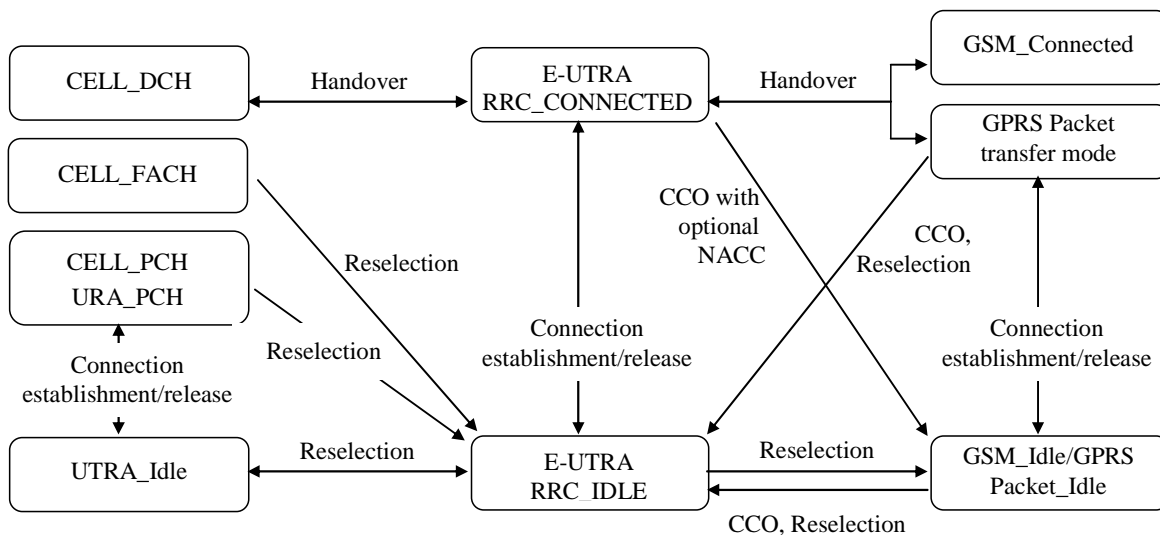 GSM_Connected
CELL_DCH
Handover
E-UTRA
RRC_CONNECTED
Handover
GPRS Packet
transfer mode
CELL_FACH
CCO with
optional
NACC
CCO,
Reselection
CELL_PCH
URA_PCH
Reselection
Reselection
Connection
establishment/release
Connection
establishment/release
Connection
establishment/release
UTRA_Idle
Reselection
E-UTRA
RRC_IDLE
Reselection
GSM_Idle/GPRS
Packet_Idle
CCO, Reselection